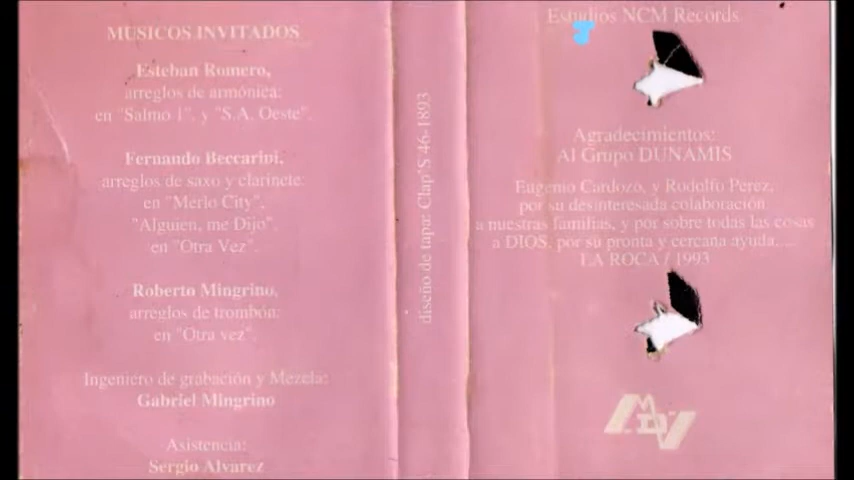 MUSICOS INVITADOS
Esteban Romero,
arreglos de armónica:
en "Salmo 1", y "S.A. Oeste".
Fernando Beccarini,
arreglos de saxo y clarinete:
en "Merlo City",
"Alguien, me Dijo".
en "Otra Vez".
Roberto Mingrino,
arreglos de trombón:
en "Otra vez".
Ingeniero de grabación y Mezcla:
Gabriel Mingrino
Asistencia:
Sergio Alvarez
diseño de tapa: Clap'S 46-1893
Estudios NCM Records
Agradecimientos:
Al Grupo DUNAMIS
Eugenio Cardozo, y Rodolfo Perez,
por su desinteresada colaboración
a nuestras familias, y por sobre todas las cosas
a DIOS, por su pronta y cercana ayuda....
LA ROCA / 1993
MDV